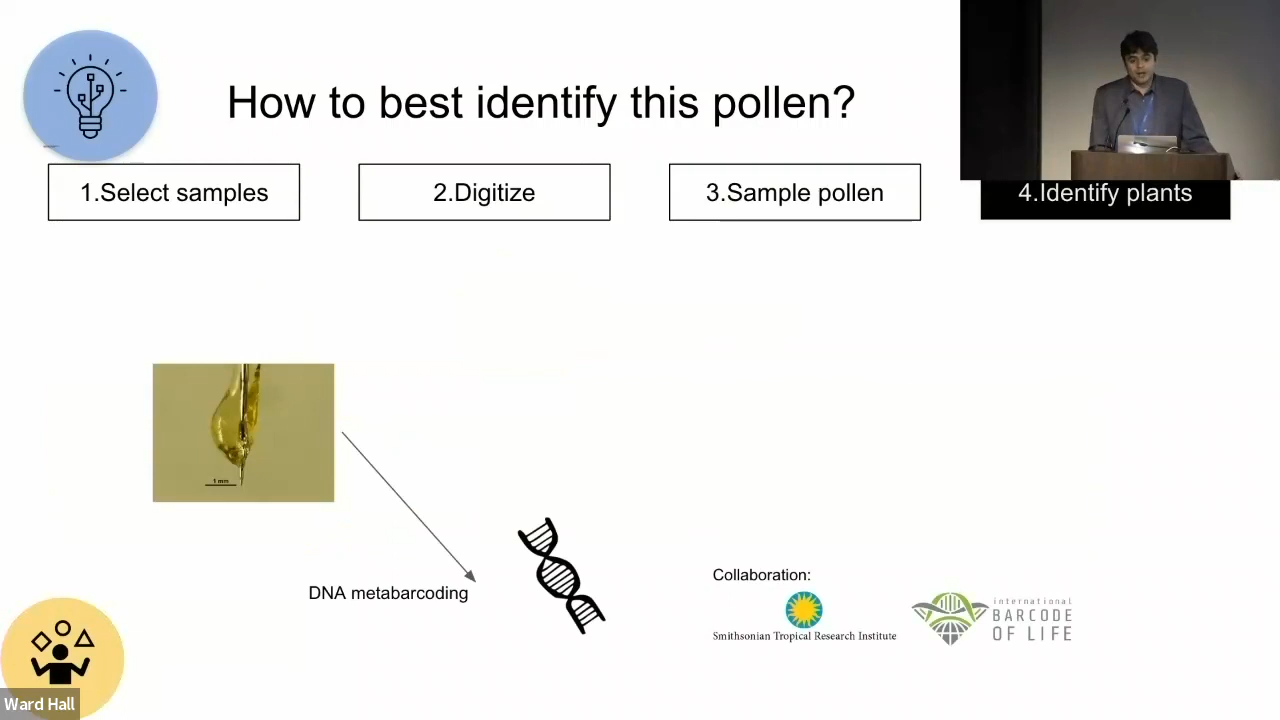 How to best identify this pollen?
1.Select samples
2.Digitize
3.Sample pollen
4.Identify plants
1 mm
DNA metabarcoding
Collaboration:
Smithsonian Tropical Research Institute
international
BARCODE
OF LIFE
Ward Hall